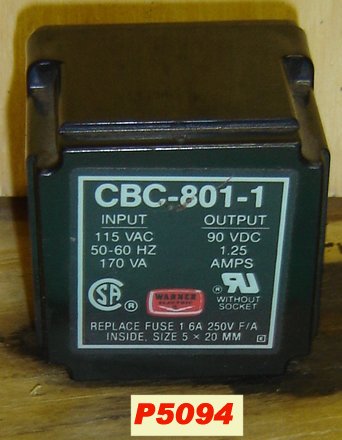 CBC-801-1
INPUT OUTPUT
115 VAC 90 VDC
50-60 HZ 1.25
170 VA AMPS
WITHOUT
SOCKET
WARNER
ELECTRIC
REPLACE FUSE 1.6A 250V F/A
INSIDE. SIZE 5 × 20 MM
P5094